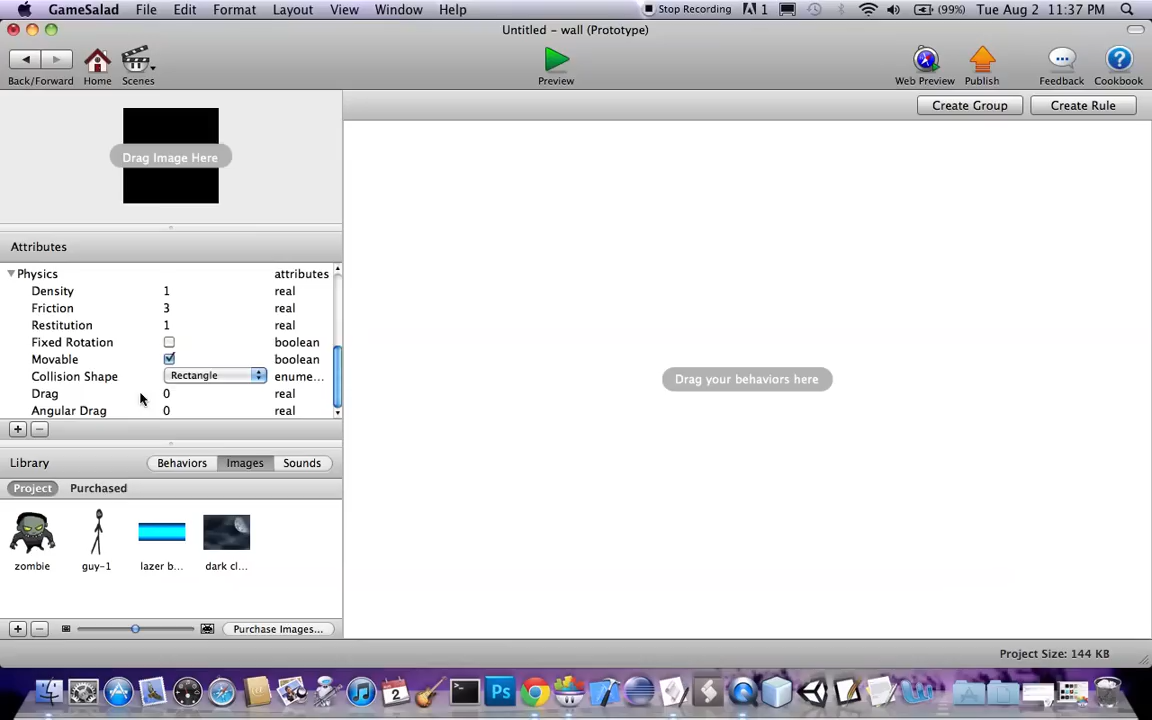 GameSalad File Edit Format Layout View Window Help Stop Recording 1 (99%) Tue Aug 2 11:37 PM
Untitled – wall (Prototype)
Back/Forward Home Scenes Preview Web Preview Publish Feedback Cookbook
Create Group Create Rule
Drag Image Here
Attributes
Physics attributes
Density 1 real
Friction 3 real
Restitution 1 real
Fixed Rotation boolean
Movable boolean
Collision Shape Rectangle enume...
Drag 0 real
Angular Drag 0 real
Drag your behaviors here
Library Behaviors Images Sounds
Project Purchased
zombie guy-1 lazer b... dark cl...
Purchase Images...
Project Size: 144 KB
2 Ps